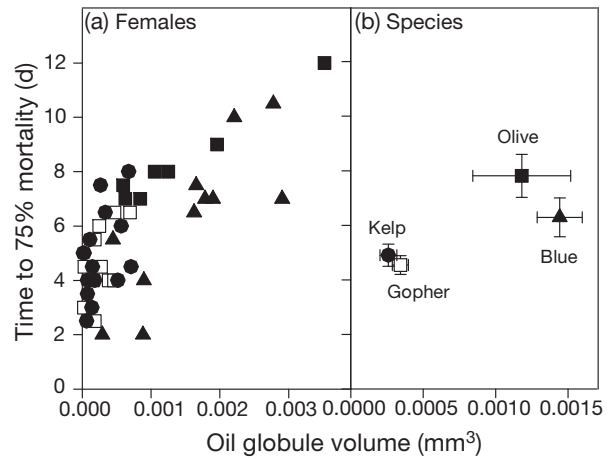 (a) Females
(b) Species
Time to 75% mortality (d)
12
10
8
6
4
2
0
Olive
Kelp
Blue
Gopher
0.000 0.001 0.002 0.003 0.0000 0.0005 0.0010 0.0015
Oil globule volume (mm³)